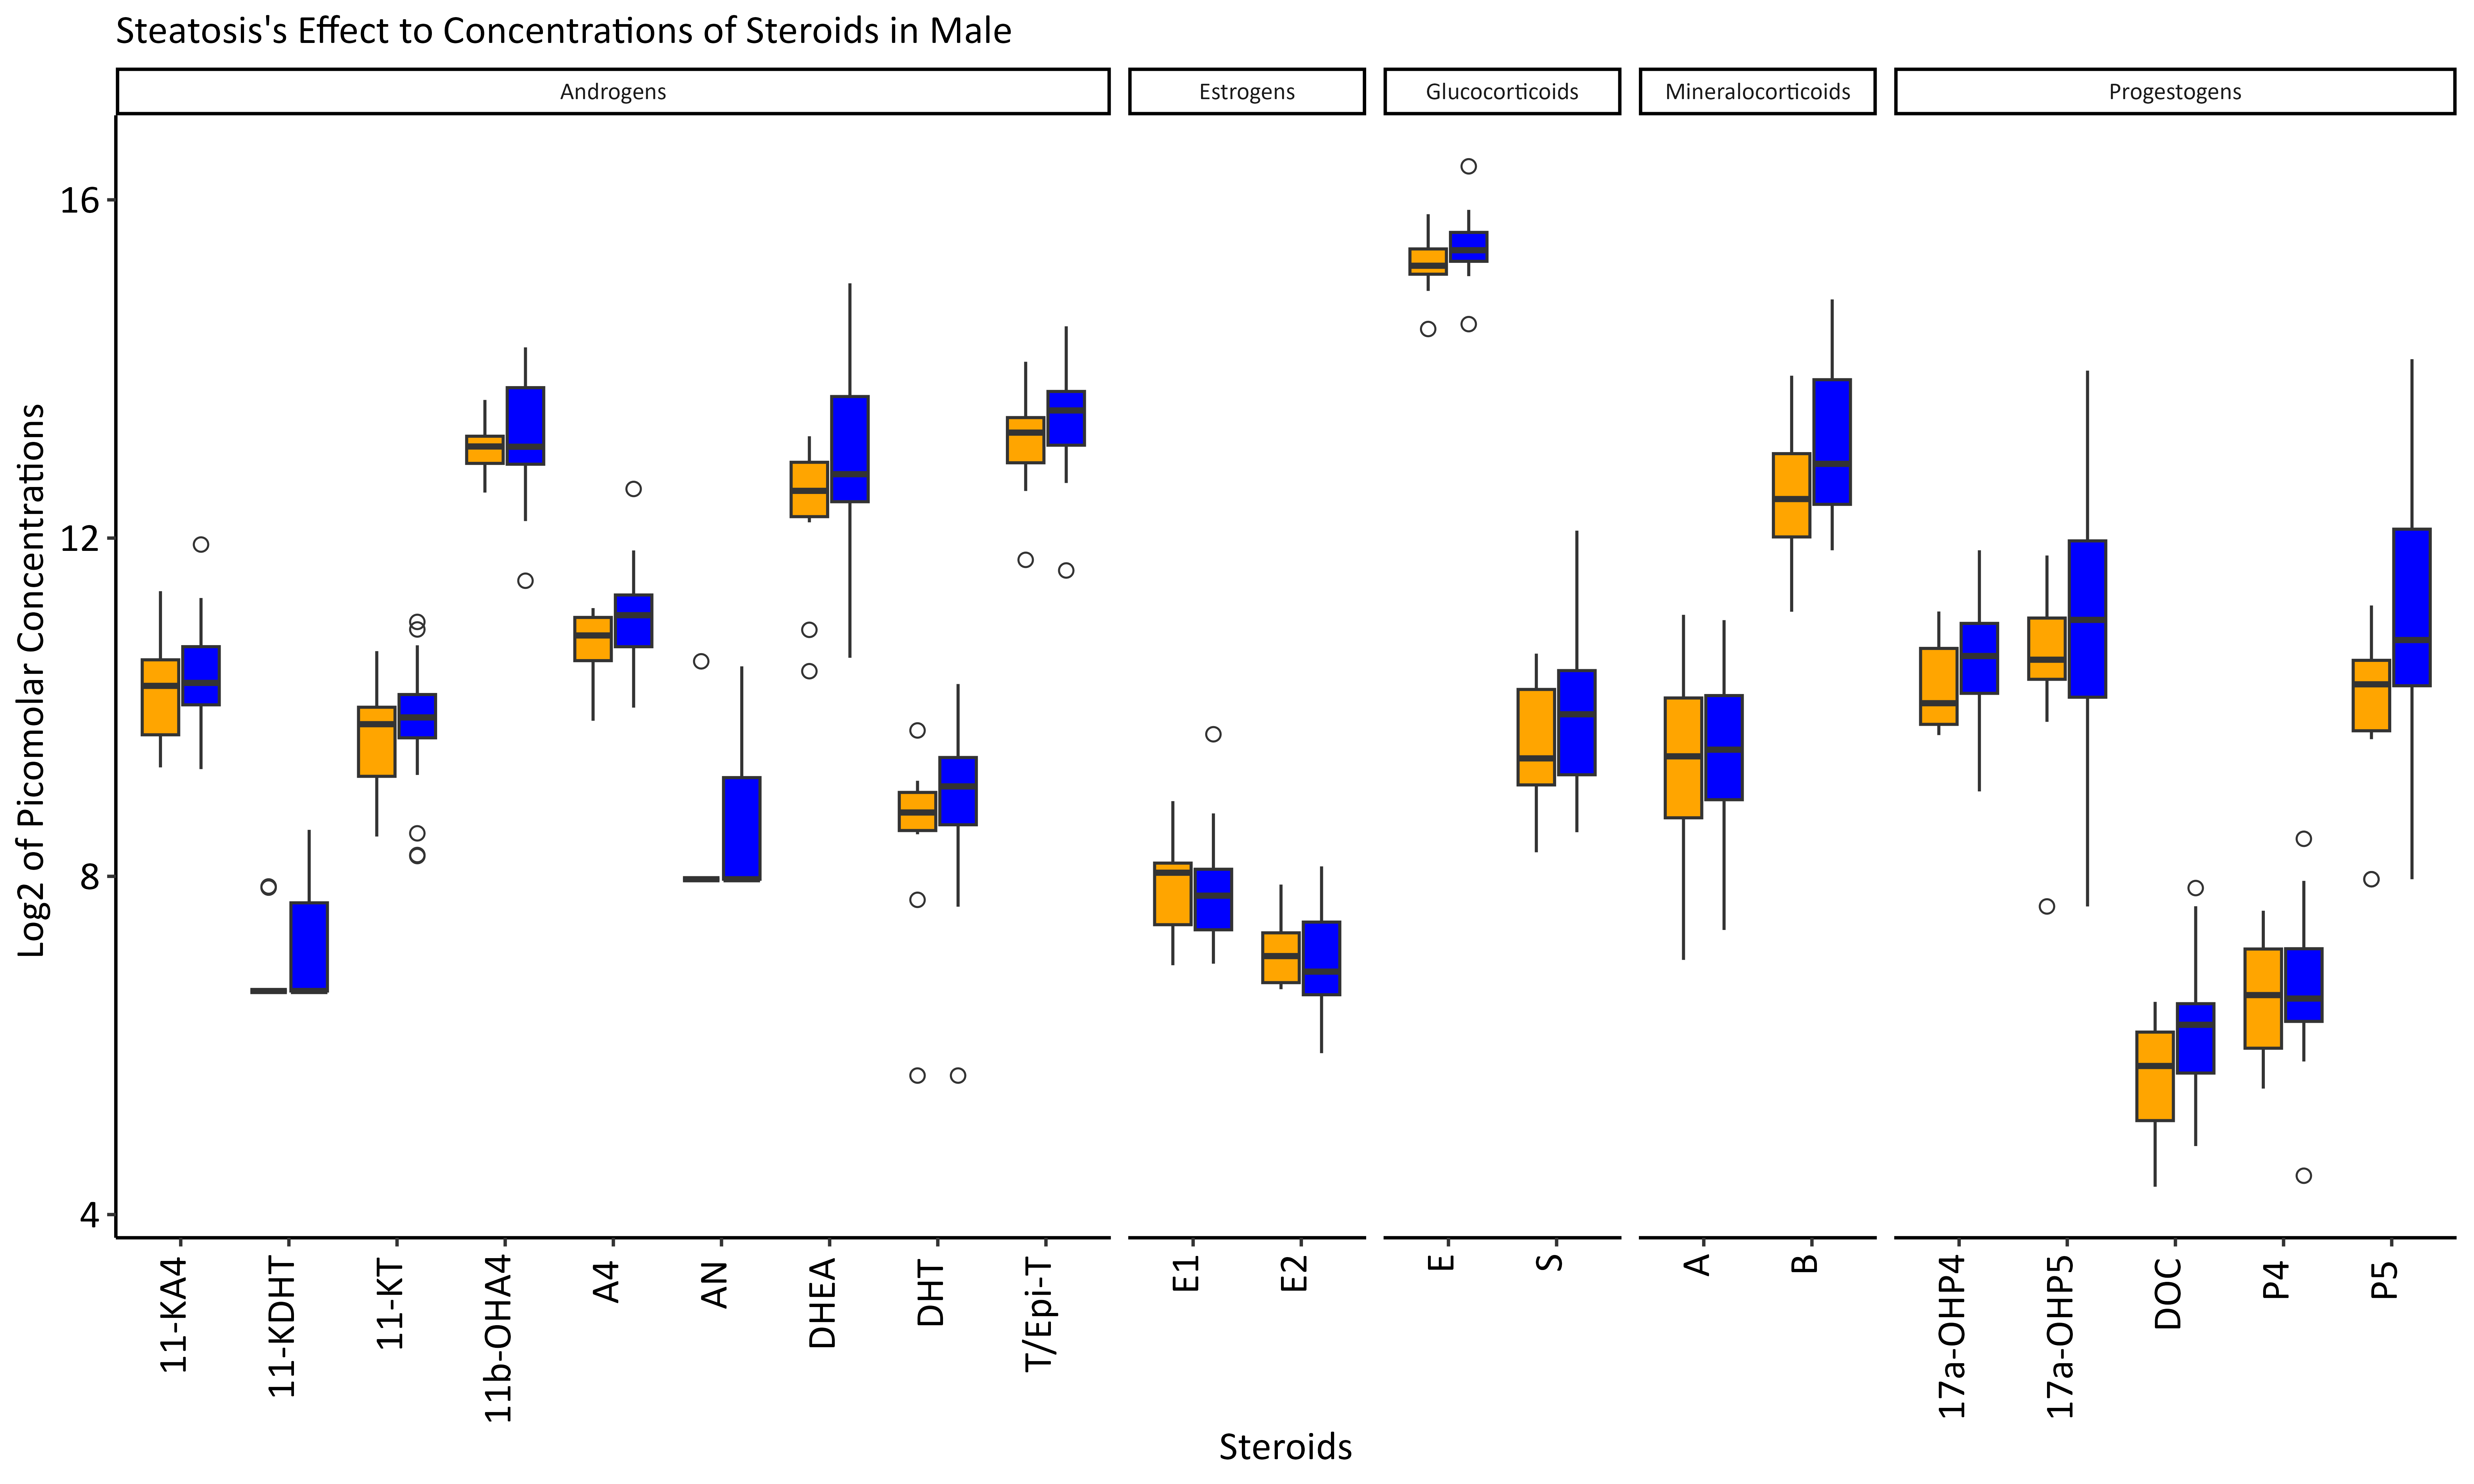 Steatosis's Effect to Concentrations of Steroids in Male
Androgens
Estrogens
Glucocorticoids
Mineralocorticoids
Progestogens
Log2 of Picomolar Concentrations
16
12
8
4
11-KA4
11-KDHT
11-KT
11b-OHA4
A4
AN
DHEA
DHT
T/Epi-T
E1
E2
E
S
A
B
17a-OHP4
17a-OHP5
DOC
P4
P5
Steroids